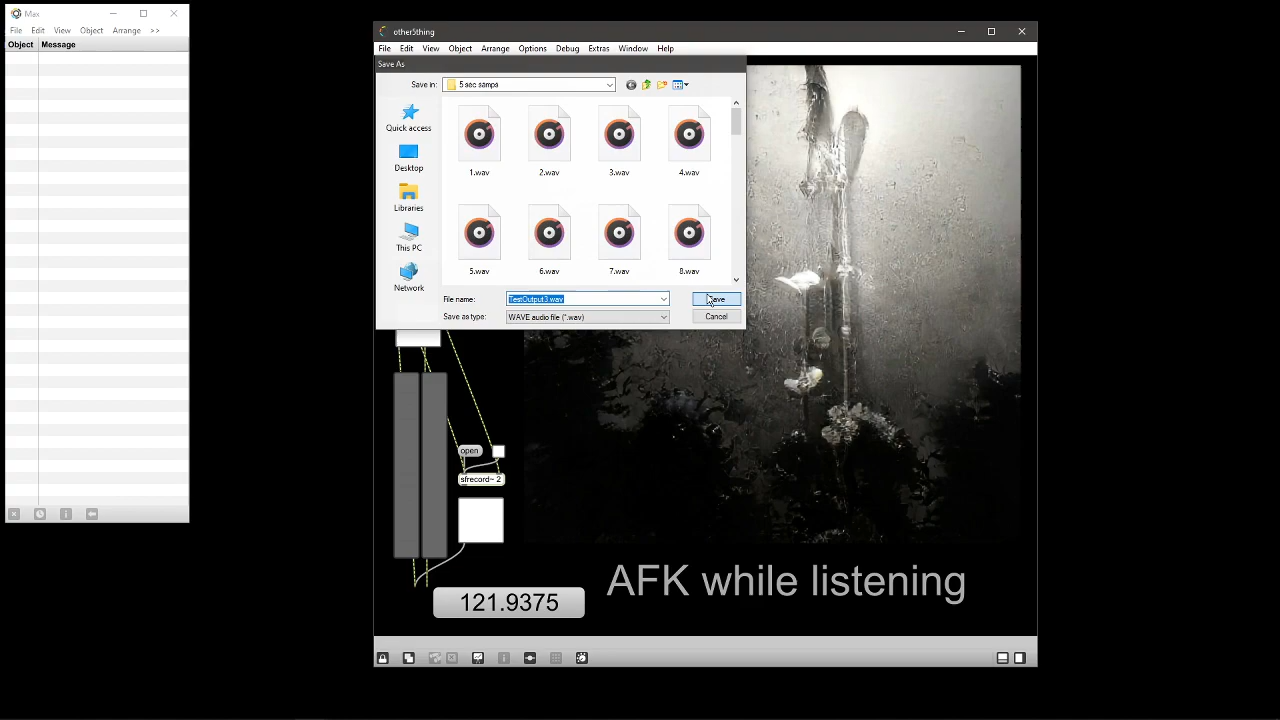 Max
File Edit View Object Arrange >>
Object Message
other5thing
File Edit View Object Arrange Options Debug Extras Window Help
Save As
Save in: 5 sec samps
Quick access
Desktop
Libraries
This PC
Network
1.wav 2.wav 3.wav 4.wav
5.wav 6.wav 7.wav 8.wav
File name: TestOutput3.wav
Save as type: WAVE audio file (*.wav)
Save
Cancel
open
sfrecord~ 2
121.9375
AFK while listening